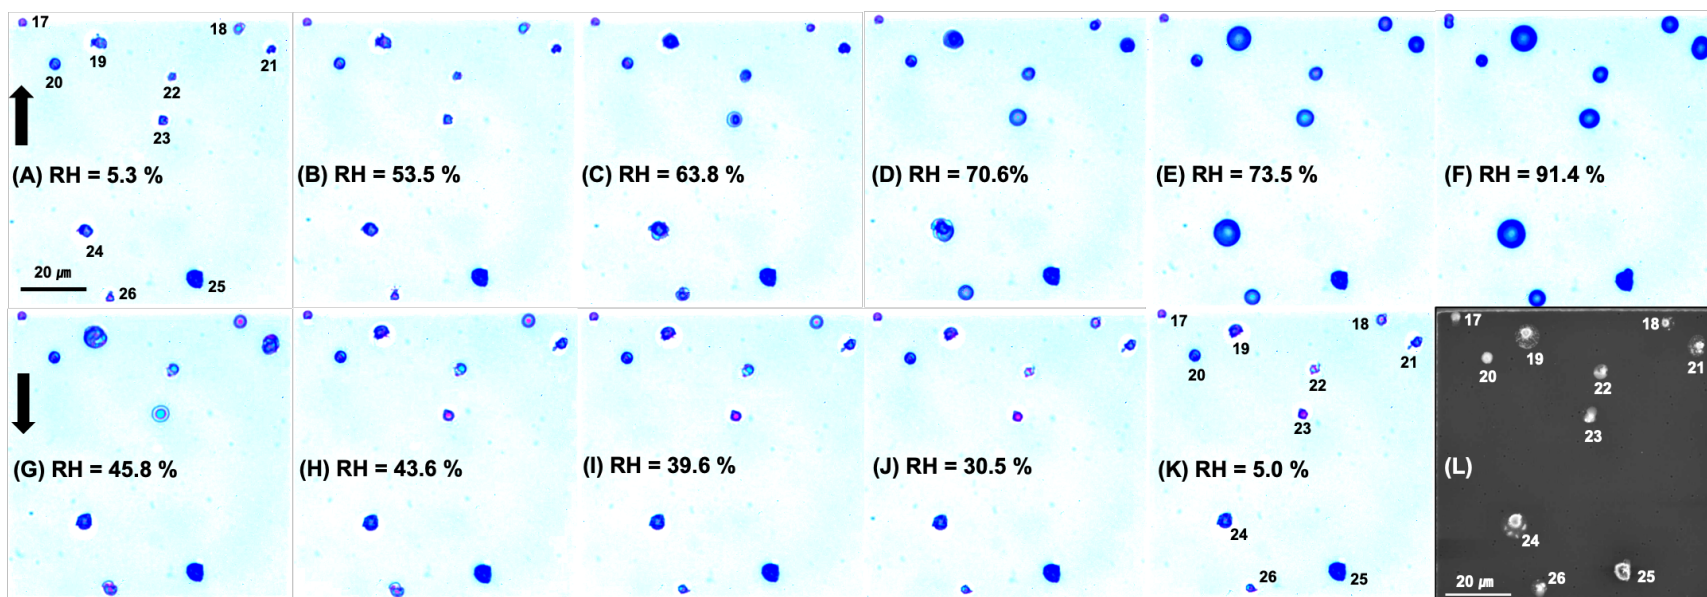 17
18
19
20
21
22
23
(A) RH = 5.3 %
24
20 ㎛
25
26
(B) RH = 53.5 %
(C) RH = 63.8 %
(D) RH = 70.6%
(E) RH = 73.5 %
(F) RH = 91.4 %
(G) RH = 45.8 %
(H) RH = 43.6 %
(I) RH = 39.6 %
(J) RH = 30.5 %
17
18
19
20
21
22
23
(K) RH = 5.0 %
24
26
25
17
18
19
20
21
22
23
(L)
24
20 ㎛
26
25